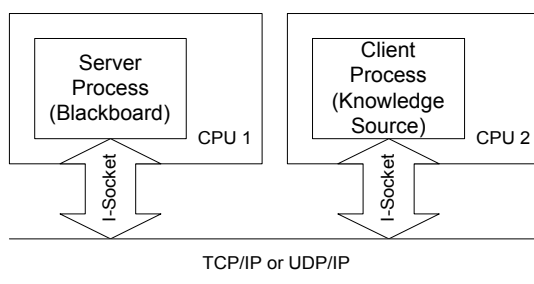 Server
Process
(Blackboard)
CPU 1
I-Socket
Client
Process
(Knowledge
Source)
CPU 2
I-Socket
TCP/IP or UDP/IP